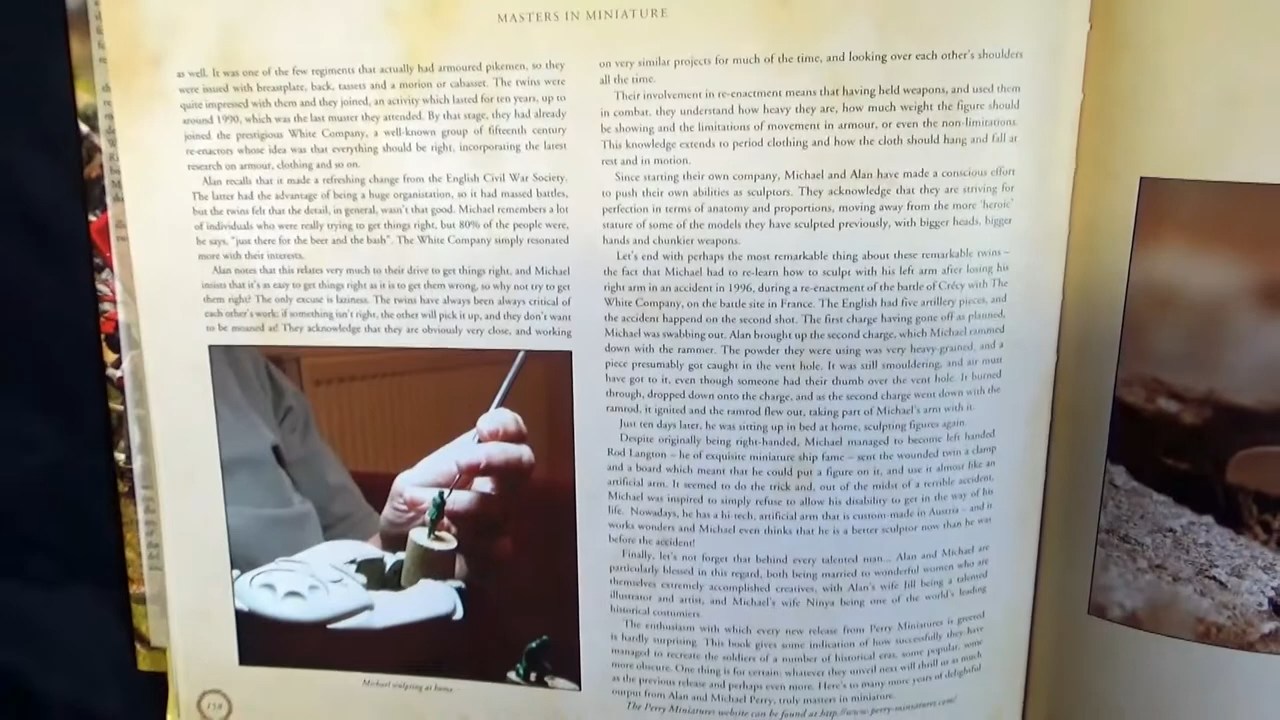 MASTERS IN MINIATURE
as well. It was one of the few regiments that actually had armoured pikemen, so they
were issued with breastplate, back, tassets and a morion or cabasset. The twins were
quite impressed with them and they joined, an activity which lasted for ten years, up to
around 1990, which was the last muster they attended. By that stage, they had already
joined the prestigious White Company, a well-known group of fifteenth century
re-enactors whose idea was that everything should be right, incorporating the latest
research on armour, clothing and so on.
Alan recalls that it made a refreshing change from the English Civil War Society.
The latter had the advantage of being a huge organisation, so it had massed battles,
but the twins felt that the detail, in general, wasn't that good. Michael remembers a lot
of individuals who were really trying to get things right, but 80% of the people were,
he says, "just there for the beer and the bash". The White Company simply resonated
more with their interests.
Alan notes that this relates very much to their drive to get things right, and Michael
insists that it's as easy to get things right as it is to get them wrong, so why not try to get
them right? The only excuse is laziness. The twins have always been always critical of
each other's work: if something isn't right, the other will pick it up, and they don't want
to be moaned at! They acknowledge that they are obviously very close, and working
Michael sculpting at home
154
on very similar projects for much of the time, and looking over each other's shoulders
all the time.
Their involvement in re-enactment means that having held weapons, and used them
in combat, they understand how heavy they are, how much weight the figure should
be showing and the limitations of movement in armour, or even the non-limitations.
This knowledge extends to period clothing and how the cloth should hang and fall at
rest and in motion.
Since starting their own company, Michael and Alan have made a conscious effort
to push their own abilities as sculptors. They acknowledge that they are striving for
perfection in terms of anatomy and proportions, moving away from the more 'heroic'
stature of some of the models they have sculpted previously, with bigger heads, bigger
hands and chunkier weapons.
Let's end with perhaps the most remarkable thing about these remarkable twins –
the fact that Michael had to re-learn how to sculpt with his left arm after losing his
right arm in an accident in 1996, during a re-enactment of the battle of Crécy with The
White Company, on the battle site in France. The English had five artillery pieces, and
the accident happend on the second shot. The first charge having gone off as planned,
Michael was swabbing out, Alan brought up the second charge, which Michael rammed
down with the rammer. The powder they were using was very heavy-grained, and a
piece presumably got caught in the vent hole. It was still smouldering, and air must
have got to it, even though someone had their thumb over the vent hole. It burned
through, dropped down onto the charge, and as the second charge went down with the
ramrod, it ignited and the ramrod flew out, taking part of Michael's arm with it.
Just ten days later, he was sitting up in bed at home, sculpting figures again.
Despite originally being right-handed, Michael managed to become left handed
Rod Langton – he of exquisite miniature ship fame – sent the wounded twin a clamp
and a board which meant that he could put a figure on it, and use it almost like an
artificial arm. It seemed to do the trick and, out of the midst of a terrible accident,
Michael was inspired to simply refuse to allow his disability to get in the way of his
life. Nowadays, he has a hi-tech, artificial arm that is custom-made in Austria – and it
works wonders and Michael even thinks that he is a better sculptor now than he was
before the accident!
Finally, let's not forget that behind every talented man... Alan and Michael are
particularly blessed in this regard, both being married to wonderful women who are
themselves extremely accomplished creatives, with Alan's wife Jill being a talented
illustrator and artist, and Michael's wife Ninya being one of the world's leading
historical costumiers.
The enthusiasm with which every new release from Perry Miniatures is greeted
is hardly surprising. This book gives some indication of how successfully they have
managed to recreate the soldiers of a number of historical eras, some popular, some
more obscure. One thing is for certain: whatever they unveil next will thrill us as much
as the previous release and perhaps even more. Here's to many more years of delightful
output from Alan and Michael Perry, truly masters in miniature.
The Perry Miniatures website can be found at http://www.perry-miniatures.com/